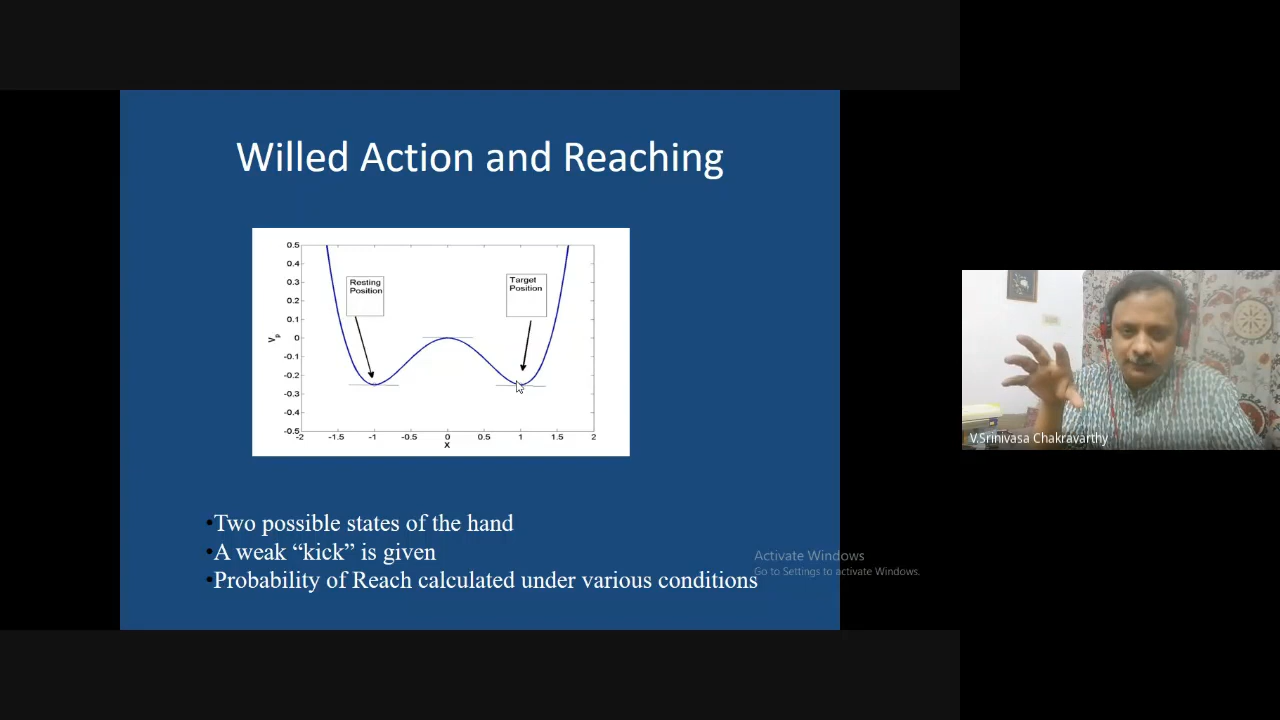 Willed Action and Reaching
0.5
0.4
0.3
0.2
0.1
0
-0.1
-0.2
-0.3
-0.4
-0.5
Vp
Resting
Position
Target
Position
-2 -1.5 -1 -0.5 0 0.5 1 1.5 2
X
•Two possible states of the hand
•A weak “kick” is given
•Probability of Reach calculated under various conditions
Activate Windows
Go to Settings to activate Windows.
V.Srinivasa Chakravarthy